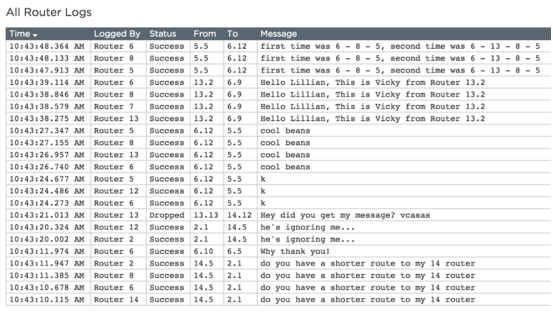 All Router Logs
Time Logged By Status From To Message
10:43:48.364 AM Router 6 Success 5.5 6.12 first time was 6 - 8 - 5, second time was 6 - 13 - 8 - 5
10:43:48.133 AM Router 8 Success 5.5 6.12 first time was 6 - 8 - 5, second time was 6 - 13 - 8 - 5
10:43:47.913 AM Router 5 Success 5.5 6.12 first time was 6 - 8 - 5, second time was 6 - 13 - 8 - 5
10:43:39.114 AM Router 6 Success 13.2 6.9 Hello Lillian, This is Vicky from Router 13.2
10:43:38.846 AM Router 8 Success 13.2 6.9 Hello Lillian, This is Vicky from Router 13.2
10:43:38.579 AM Router 7 Success 13.2 6.9 Hello Lillian, This is Vicky from Router 13.2
10:43:38.275 AM Router 13 Success 13.2 6.9 Hello Lillian, This is Vicky from Router 13.2
10:43:27.347 AM Router 5 Success 6.12 5.5 cool beans
10:43:27.155 AM Router 8 Success 6.12 5.5 cool beans
10:43:26.957 AM Router 13 Success 6.12 5.5 cool beans
10:43:26.740 AM Router 6 Success 6.12 5.5 cool beans
10:43:24.677 AM Router 5 Success 6.12 5.5 k
10:43:24.486 AM Router 12 Success 6.12 5.5 k
10:43:24.273 AM Router 6 Success 6.12 5.5 k
10:43:21.013 AM Router 13 Dropped 13.13 14.12 Hey did you get my message? vcasas
10:43:20.324 AM Router 12 Success 2.1 14.5 he's ignoring me...
10:43:20.002 AM Router 2 Success 2.1 14.5 he's ignoring me...
10:43:11.974 AM Router 6 Success 6.10 6.5 Why thank you!
10:43:11.947 AM Router 2 Success 14.5 2.1 do you have a shorter route to my 14 router
10:43:11.385 AM Router 8 Success 14.5 2.1 do you have a shorter route to my 14 router
10:43:10.678 AM Router 6 Success 14.5 2.1 do you have a shorter route to my 14 router
10:43:10.115 AM Router 14 Success 14.5 2.1 do you have a shorter route to my 14 router